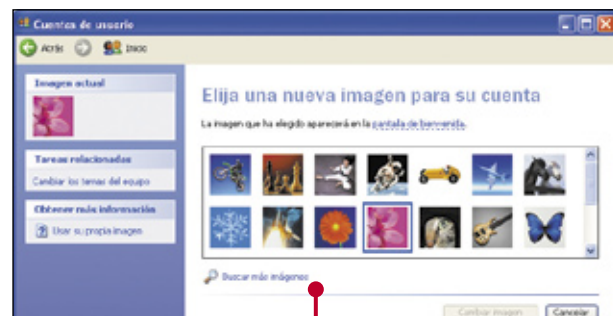 Cuentas de usuario
Atrás
Inicio
Imagen actual
Elija una nueva imagen para su cuenta
La imagen que ha elegido aparecerá en la pantalla de bienvenida.
Tareas relacionadas
Cambiar los temas del equipo
Obtener más información
Usar su propia imagen
Buscar más imágenes
Cambiar imagen
Cancelar